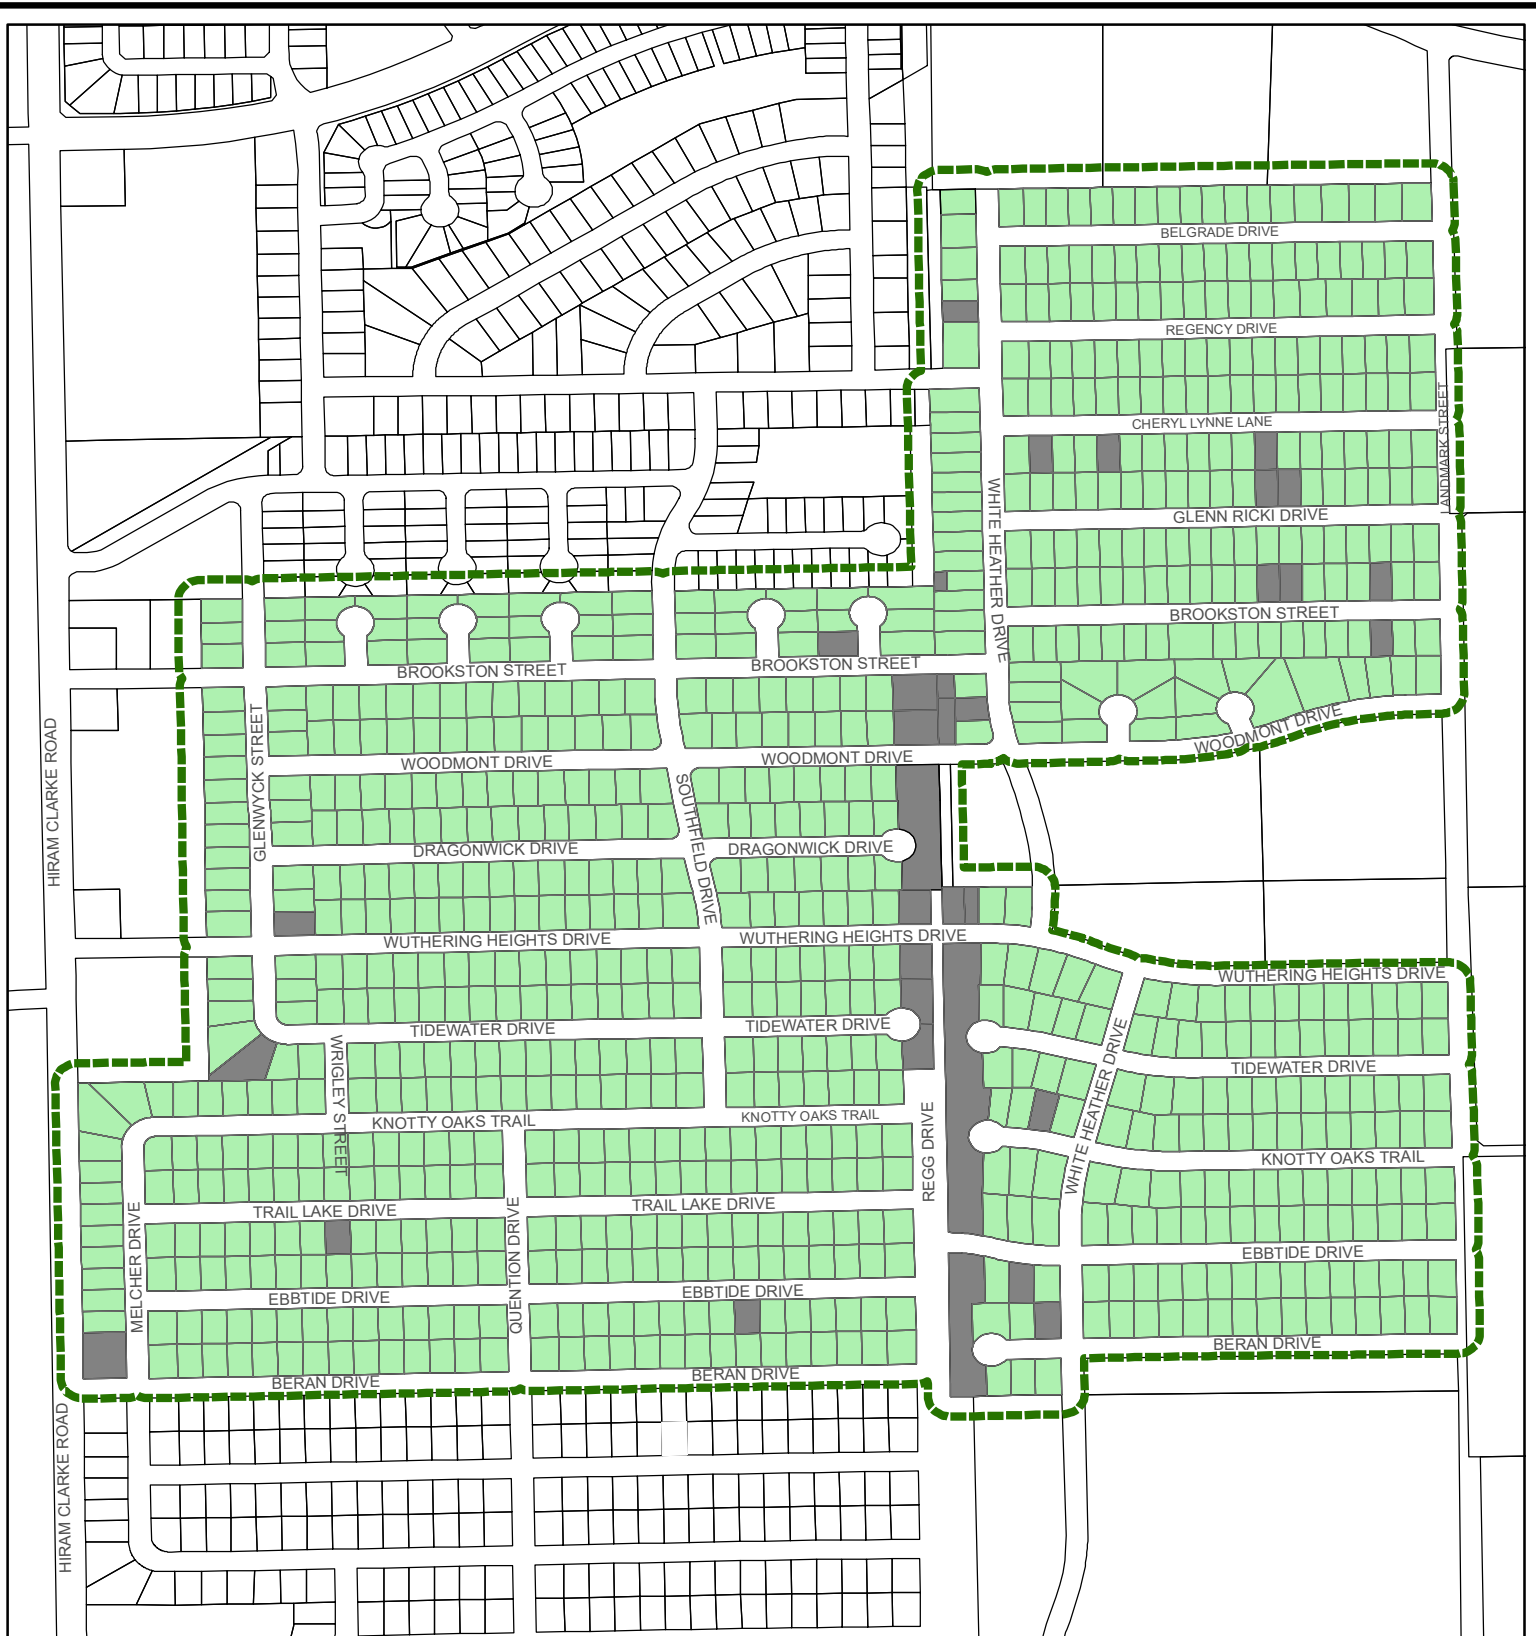 BELGRADE DRIVE
REGENCY DRIVE
LANDMARK STREET
CHERYL LYNNE LANE
WHITE HEATHER DRIVE
GLENN RICKI DRIVE
BROOKSTON STREET
BROOKSTON STREET
BROOKSTON STREET
WOODMONT DRIVE
HIRAM CLARKE ROAD
GLENWYCK STREET
WOODMONT DRIVE
WOODMONT DRIVE
SOUTHFIELD DRIVE
DRAGONWICK DRIVE
DRAGONWICK DRIVE
WUTHERING HEIGHTS DRIVE
WUTHERING HEIGHTS DRIVE
WUTHERING HEIGHTS DRIVE
TIDEWATER DRIVE
TIDEWATER DRIVE
WRIGLEY STREET
WHITE HEATHER DRIVE
TIDEWATER DRIVE
KNOTTY OAKS TRAIL
KNOTTY OAKS TRAIL
REGG DRIVE
KNOTTY OAKS TRAIL
MELCHER DRIVE
TRAIL LAKE DRIVE
QUENTION DRIVE
TRAIL LAKE DRIVE
EBBTIDE DRIVE
EBBTIDE DRIVE
EBBTIDE DRIVE
BERAN DRIVE
BERAN DRIVE
BERAN DRIVE
HIRAM CLARKE ROAD